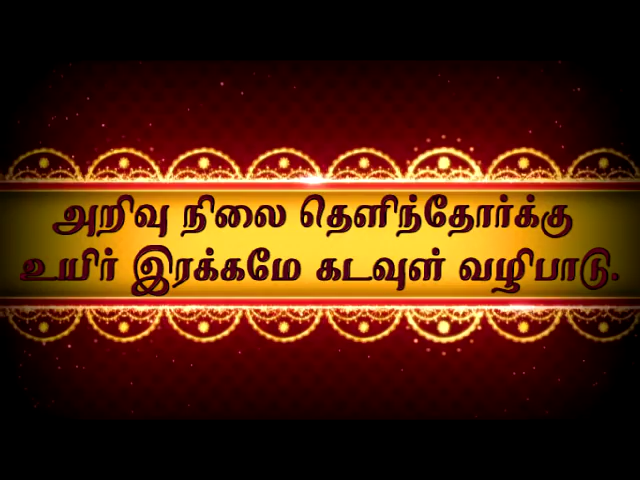 அறிவு நிலை தெளிந்தோர்க்கு
உயிர் இரக்கமே கடவுள் வழிபாடு.